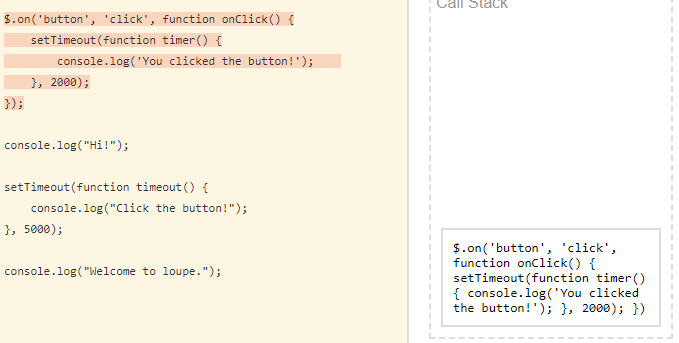 $.on('button', 'click', function onClick() {
    setTimeout(function timer() {
        console.log('You clicked the button!');
    }, 2000);
});
console.log("Hi!");
setTimeout(function timeout() {
    console.log("Click the button!");
}, 5000);
console.log("Welcome to loupe.");
Call Stack
$.on('button', 'click',
function onClick() {
setTimeout(function timer()
{ console.log('You clicked
the button!'); }, 2000); })